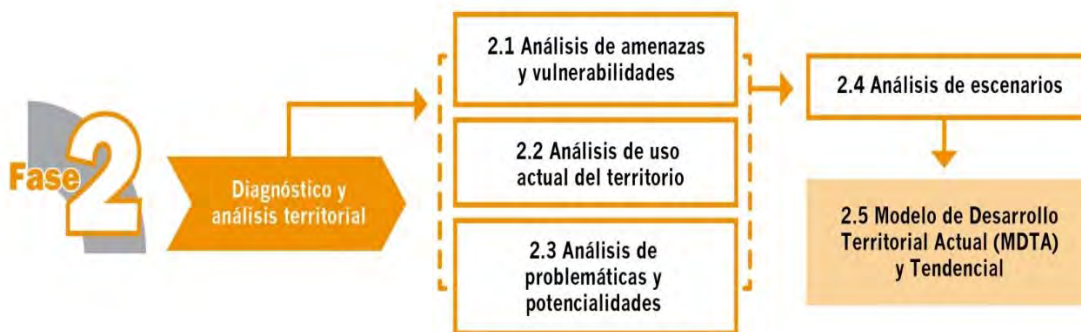 Fase 2
Diagnóstico y
análisis territorial
2.1 Análisis de amenazas
y vulnerabilidades
2.2 Análisis de uso
actual del territorio
2.3 Análisis de
problemáticas y
potencialidades
2.4 Análisis de escenarios
2.5 Modelo de Desarrollo
Territorial Actual (MDTA)
y Tendencial